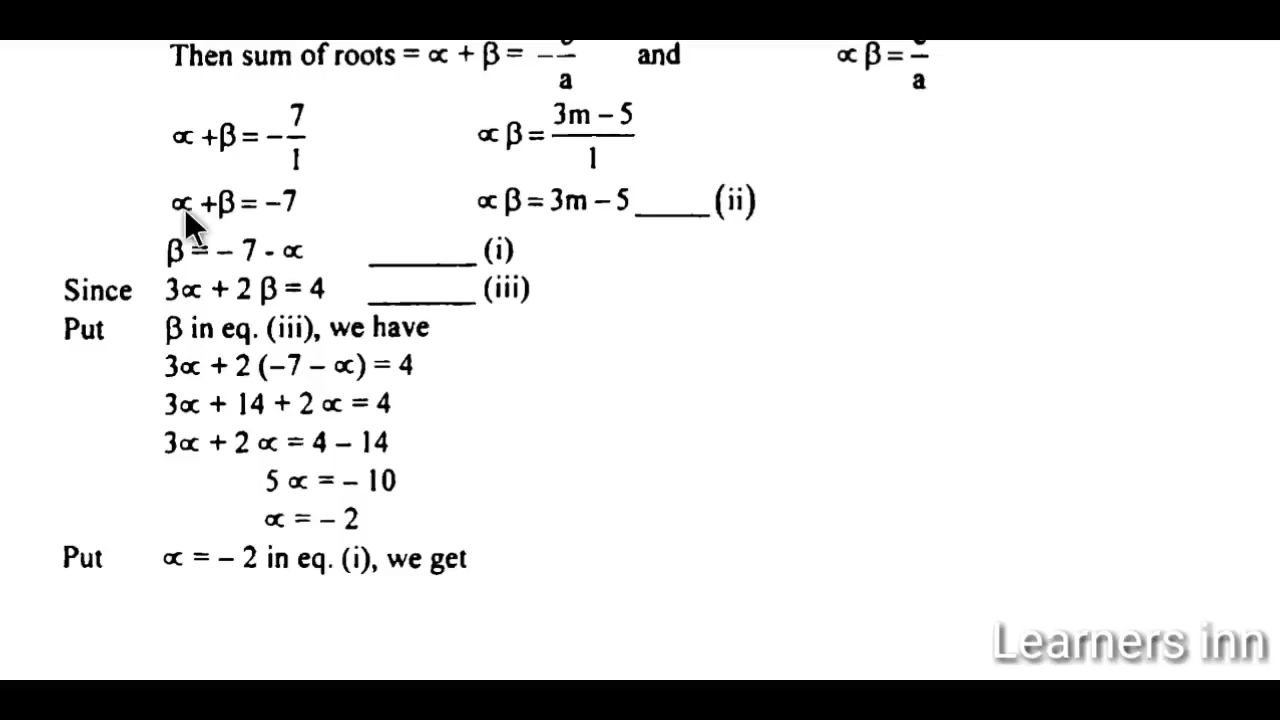 Then sum of roots = ∝ + β = − b/a and ∝ β = c/a
∝ +β = − 7/1 ∝ β = 3m − 5/1
∝ +β = −7 ∝ β = 3m − 5 _____ (ii)
β = − 7 - ∝ _______ (i)
Since 3∝ + 2 β = 4 _______ (iii)
Put β in eq. (iii), we have
3∝ + 2 (−7 − ∝) = 4
3∝ + 14 + 2 ∝ = 4
3∝ + 2 ∝ = 4 − 14
5 ∝ = − 10
∝ = − 2
Put ∝ = − 2 in eq. (i), we get
Learners inn